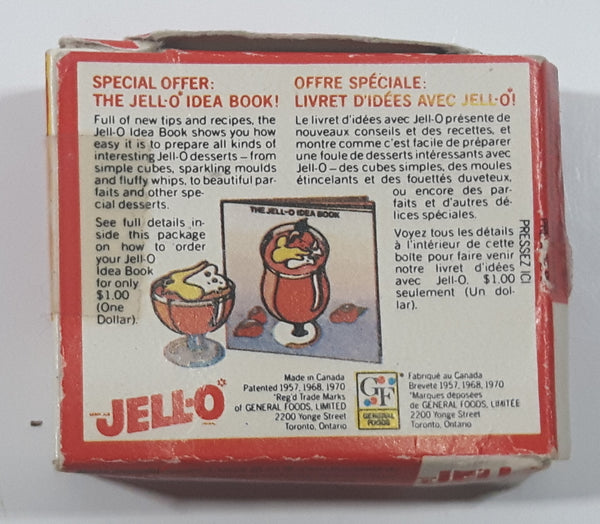 SPECIAL OFFER:
THE JELL-O* IDEA BOOK!
Full of new tips and recipes, the
Jell-O Idea Book shows you how
easy it is to prepare all kinds of
interesting Jell-O desserts – from
simple cubes, sparkling moulds
and fluffy whips, to beautiful par-
faits and other spe-
cial desserts.
See full details in-
side this package
on how to order
your Jell-O
Idea Book
for only
$1.00
(One
Dollar).
OFFRE SPÉCIALE:
LIVRET D'IDÉES AVEC JELL-O*!
Le livret d'idées avec Jell-O présente de
nouveaux conseils et des recettes, et
montre comme c'est facile de préparer
une foule de desserts intéressants avec
Jell-O – des cubes simples, des moules
étincelants et des fouettés duveteux,
ou encore des par-
faits et d'autres dé-
lices spéciales.
Voyez tous les détails
à l'intérieur de cette
boîte pour faire venir
notre livret d'idées
avec Jell-O. $1.00
seulement (Un dol-
lar).
PRESSEZ ICI
THE JELL-O IDEA BOOK
JELL-O*
Made in Canada
Patented 1957, 1968, 1970
*Reg'd Trade Marks
of GENERAL FOODS, LIMITED
2200 Yonge Street
Toronto, Ontario
GF
GENERAL
FOODS
Fabriqué au Canada
Breveté 1957, 1968, 1970
*Marques déposées
de GENERAL FOODS, LIMITÉE
2200 Yonge Street
Toronto, Ontario